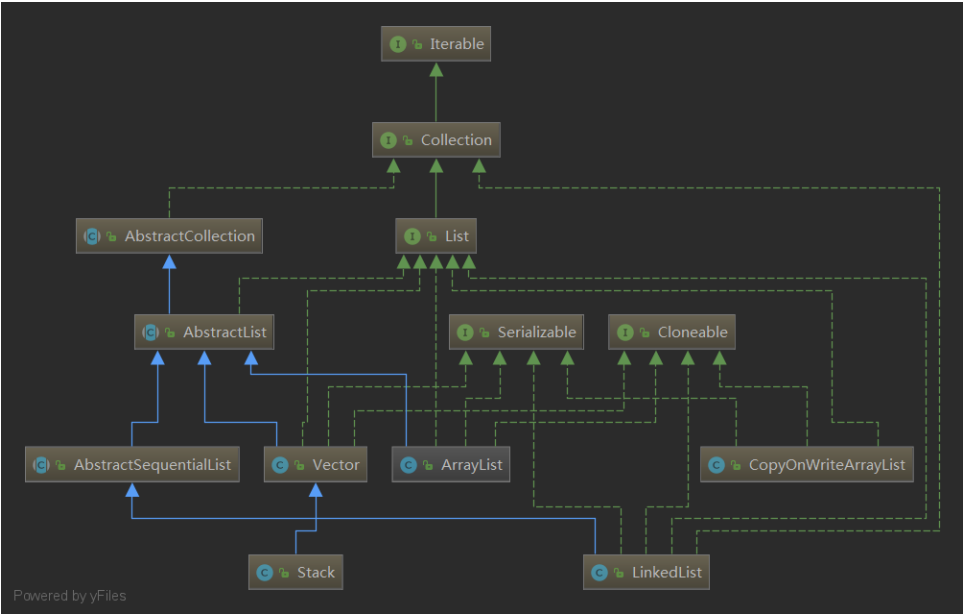 Iterable
Collection
AbstractCollection
List
AbstractList
Serializable
Cloneable
AbstractSequentialList
Vector
ArrayList
CopyOnWriteArrayList
Stack
LinkedList
Powered by yFiles